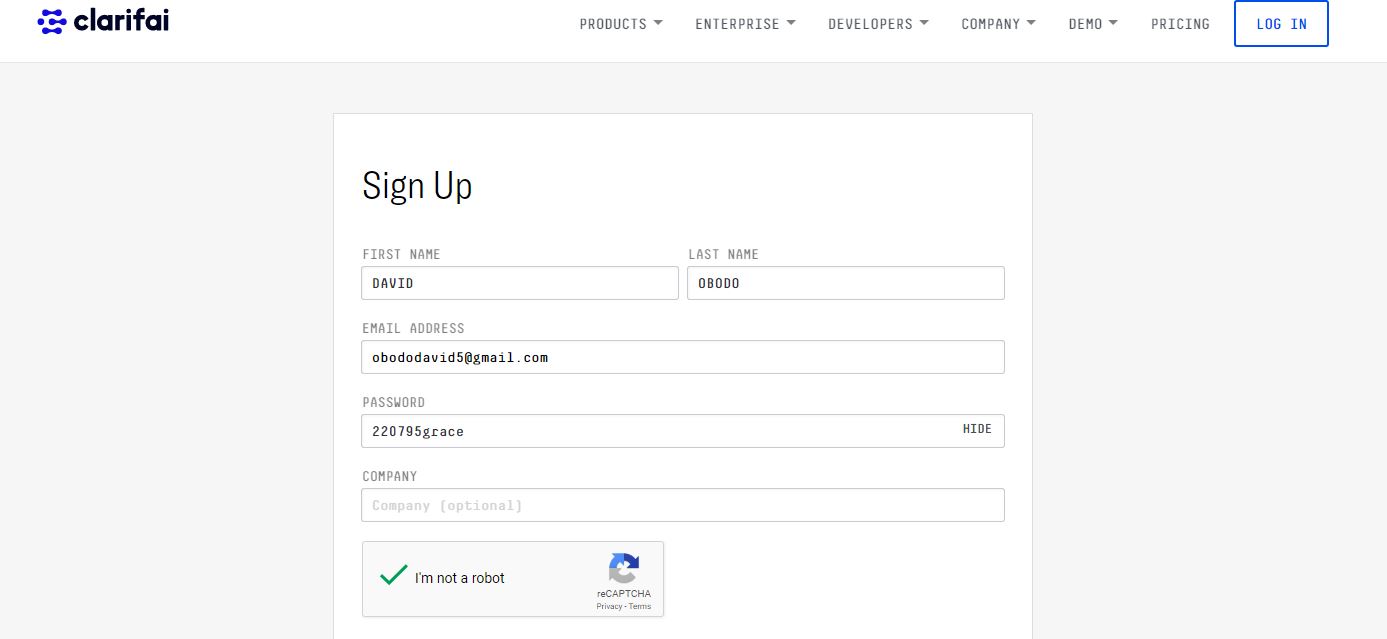 clarifai
PRODUCTS ENTERPRISE DEVELOPERS COMPANY DEMO PRICING LOG IN
Sign Up
FIRST NAME LAST NAME
DAVID OBODO
EMAIL ADDRESS
obododavid5@gmail.com
PASSWORD
220795grace HIDE
COMPANY
Company (optional)
I'm not a robot
reCAPTCHA
Privacy - Terms